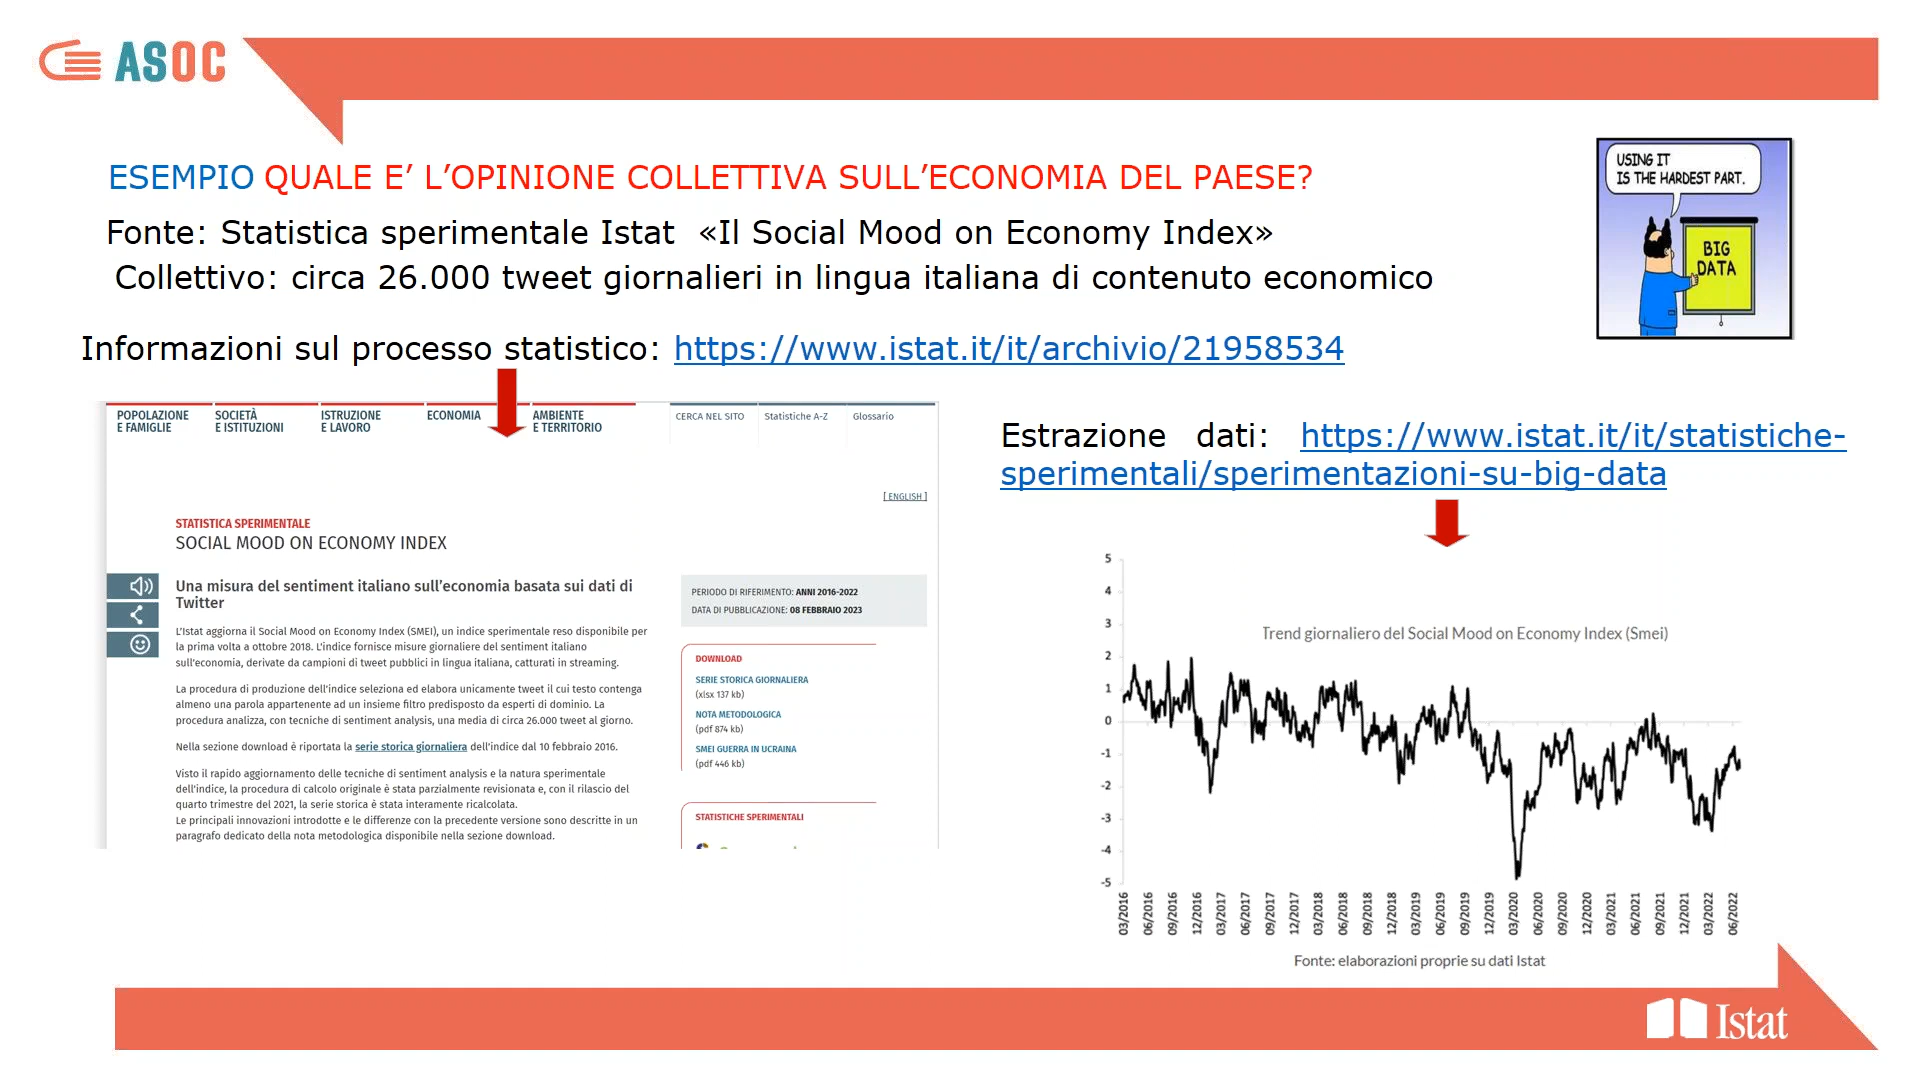 ASOC
ESEMPIO QUALE E’ L’OPINIONE COLLETTIVA SULL’ECONOMIA DEL PAESE?
Fonte: Statistica sperimentale Istat «Il Social Mood on Economy Index»
Collettivo: circa 26.000 tweet giornalieri in lingua italiana di contenuto economico
USING IT
IS THE HARDEST PART.
BIG
DATA
Informazioni sul processo statistico: https://www.istat.it/it/archivio/21958534
POPOLAZIONE
E FAMIGLIE
SOCIETÀ
E ISTITUZIONI
ISTRUZIONE
E LAVORO
ECONOMIA
AMBIENTE
E TERRITORIO
CERCA NEL SITO
Statistiche A-Z
Glossario
[ ENGLISH ]
STATISTICA SPERIMENTALE
SOCIAL MOOD ON ECONOMY INDEX
Una misura del sentiment italiano sull’economia basata sui dati di
Twitter
L’Istat aggiorna il Social Mood on Economy Index (SMEI), un indice sperimentale reso disponibile per
la prima volta a ottobre 2018. L’indice fornisce misure giornaliere del sentiment italiano
sull’economia, derivate da campioni di tweet pubblici in lingua italiana, catturati in streaming.
La procedura di produzione dell’indice seleziona ed elabora unicamente tweet il cui testo contenga
almeno una parola appartenente ad un insieme filtro predisposto da esperti di dominio. La
procedura analizza, con tecniche di sentiment analysis, una media di circa 26.000 tweet al giorno.
Nella sezione download è riportata la serie storica giornaliera dell’indice dal 10 febbraio 2016.
Visto il rapido aggiornamento delle tecniche di sentiment analysis e la natura sperimentale
dell’indice, la procedura di calcolo originale è stata parzialmente revisionata e, con il rilascio del
quarto trimestre del 2021, la serie storica è stata interamente ricalcolata.
Le principali innovazioni introdotte e le differenze con la precedente versione sono descritte in un
paragrafo dedicato della nota metodologica disponibile nella sezione download.
PERIODO DI RIFERIMENTO: ANNI 2016-2022
DATA DI PUBBLICAZIONE: 08 FEBBRAIO 2023
DOWNLOAD
SERIE STORICA GIORNALIERA
(xlsx 137 kb)
NOTA METODOLOGICA
(pdf 874 kb)
SMEI GUERRA IN UCRAINA
(pdf 446 kb)
STATISTICHE SPERIMENTALI
Estrazione dati: https://www.istat.it/it/statistiche-
sperimentali/sperimentazioni-su-big-data
Trend giornaliero del Social Mood on Economy Index (Smei)
5
4
3
2
1
0
-1
-2
-3
-4
-5
03/2016
06/2016
09/2016
12/2016
03/2017
06/2017
09/2017
12/2017
03/2018
06/2018
09/2018
12/2018
03/2019
06/2019
09/2019
12/2019
03/2020
06/2020
09/2020
12/2020
03/2021
06/2021
09/2021
12/2021
03/2022
06/2022
Fonte: elaborazioni proprie su dati Istat
Istat